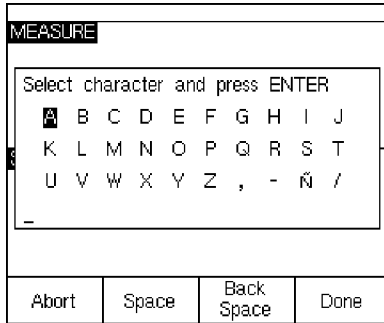 MEASURE
Select character and press ENTER
A B C D E F G H I J
K L M N O P Q R S T
U V W X Y Z , - Ñ /
_
Abort Space Back Space Done